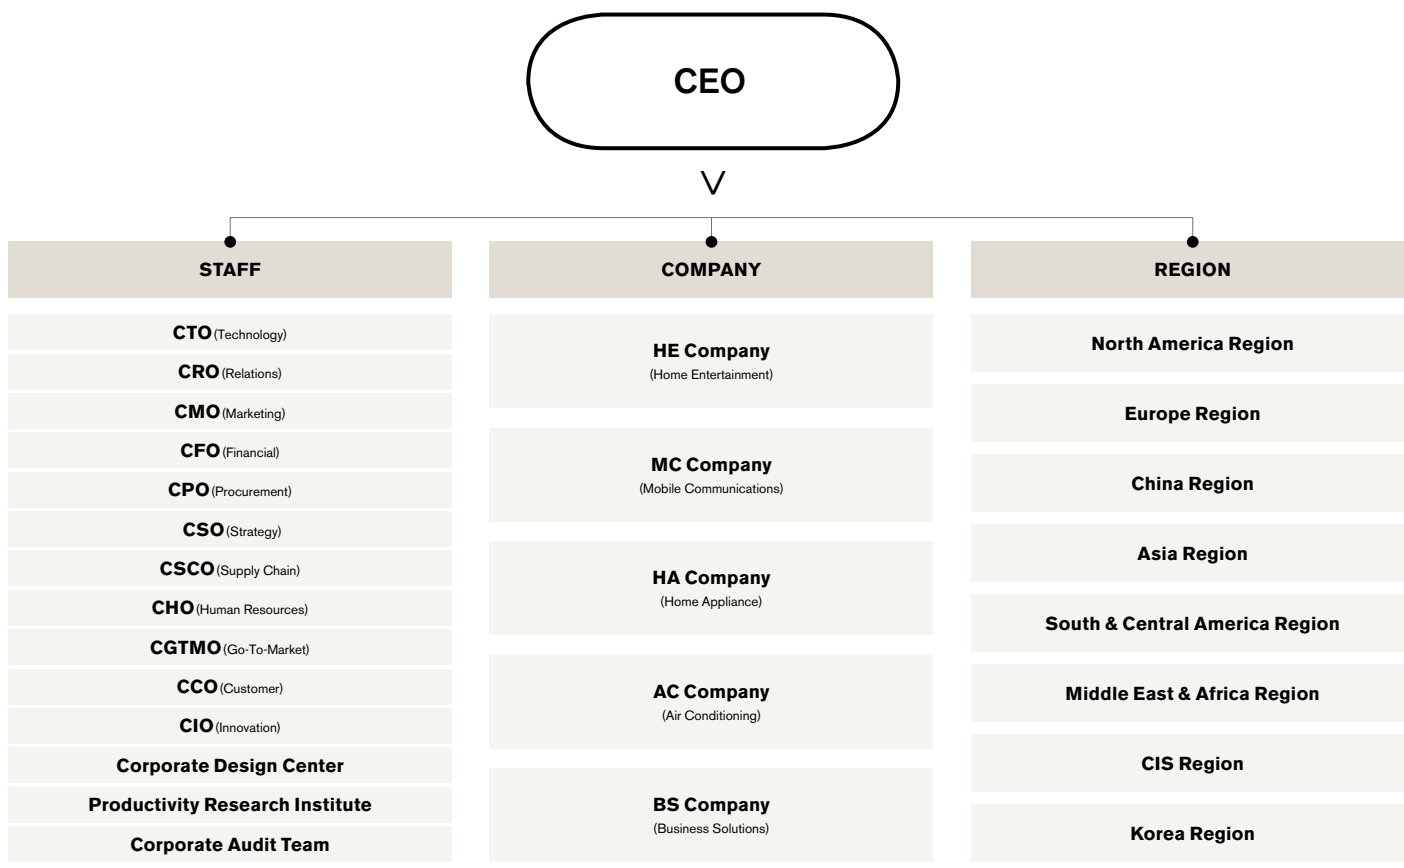 CEO
STAFF
CTO (Technology)
CRO (Relations)
CMO (Marketing)
CFO (Financial)
CPO (Procurement)
CSO (Strategy)
CSCO (Supply Chain)
CHO (Human Resources)
CGTMO (Go-To-Market)
CCO (Customer)
CIO (Innovation)
Corporate Design Center
Productivity Research Institute
Corporate Audit Team
COMPANY
HE Company
(Home Entertainment)
MC Company
(Mobile Communications)
HA Company
(Home Appliance)
AC Company
(Air Conditioning)
BS Company
(Business Solutions)
REGION
North America Region
Europe Region
China Region
Asia Region
South & Central America Region
Middle East & Africa Region
CIS Region
Korea Region